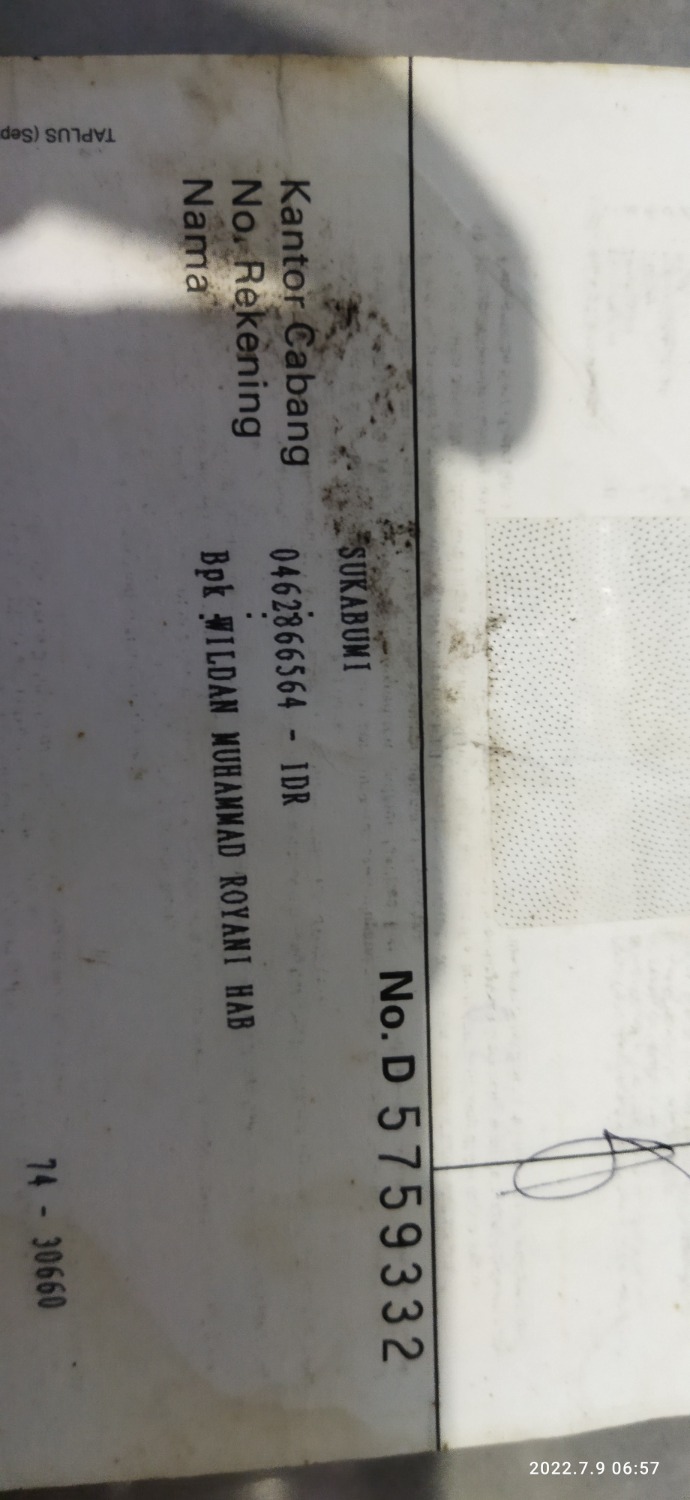 No. D 5759332
Kantor Cabang SUKABUMI
No. Rekening : 0462866564 - IDR
Nama : Bpk WILDAN MUHAMMAD ROYANI HAB
74 - 30660
TAPLUS (Sep
2022.7.9 06:57